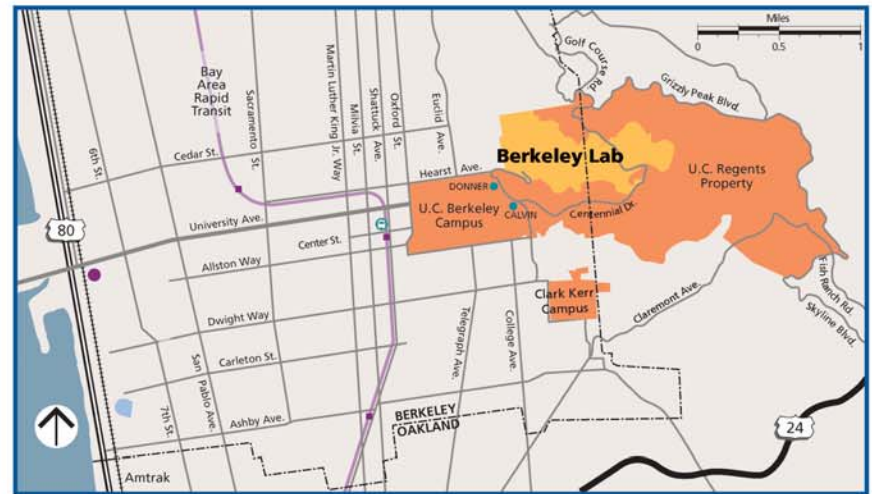 Miles
0
0.5
1
Golf Course
Rd.
Grizzly Peak Blvd.
Bay
Area
Rapid
Transit
Sacramento St.
Martin Luther King Jr. Way
Milvia St.
Shattuck Ave.
Oxford St.
Euclid Ave.
6th St.
Cedar St.
Hearst Ave.
Berkeley Lab
DONNER
U.C. Regents
Property
U.C. Berkeley
Campus
CALVIN
Centennial Dr.
University Ave.
80
Center St.
Allston Way
Clark Kerr
Campus
Claremont Ave.
Fish Ranch Rd.
Skyline Blvd.
Dwight Way
Telegraph Ave.
College Ave.
San Pablo Ave.
Carleton St.
7th St.
Ashby Ave.
BERKELEY
OAKLAND
24
Amtrak